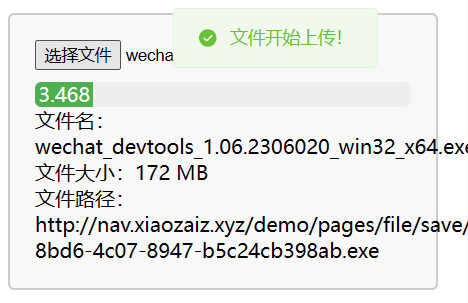 文件开始上传！
选择文件 wecha
3.468
文件名：
wechat_devtools_1.06.2306020_win32_x64.exe
文件大小：172 MB
文件路径：
http://nav.xiaozaiz.xyz/demo/pages/file/save/
8bd6-4c07-8947-b5c24cb398ab.exe